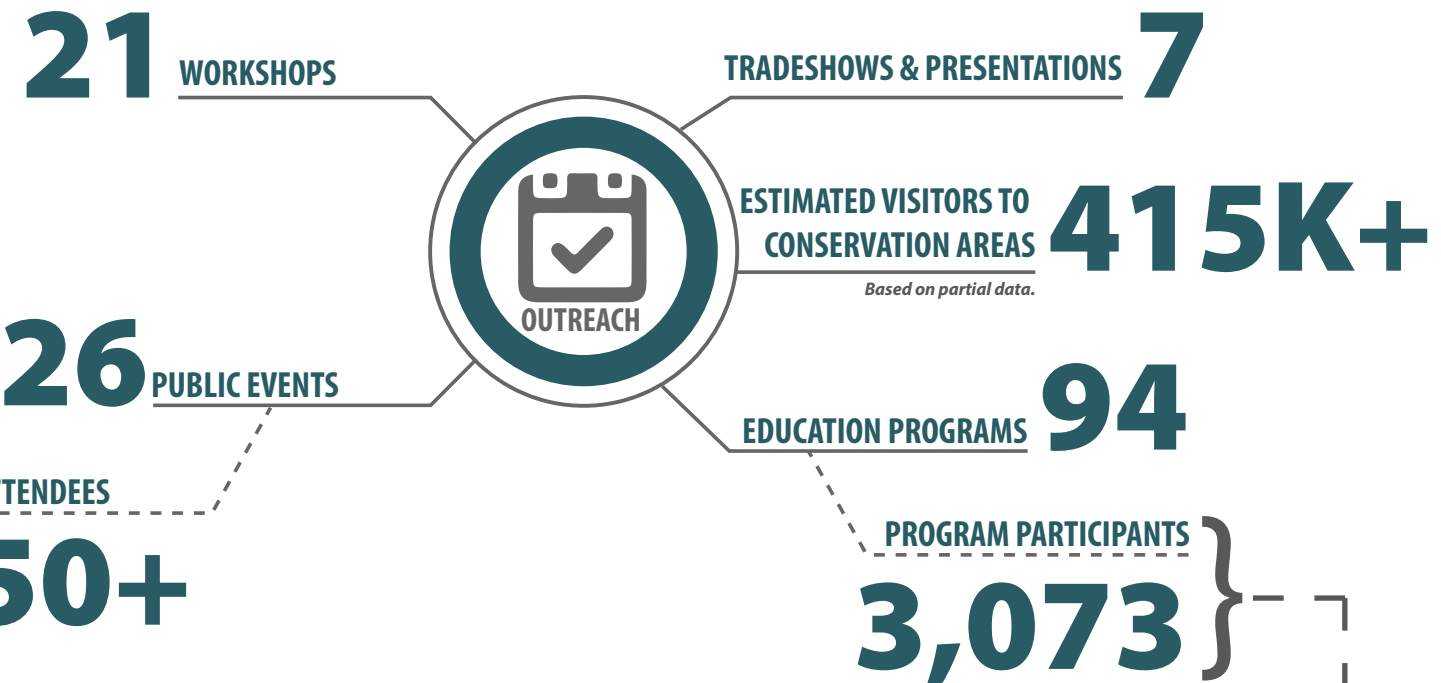 21 WORKSHOPS
TRADESHOWS & PRESENTATIONS 7
ESTIMATED VISITORS TO
CONSERVATION AREAS 415K+
Based on partial data.
OUTREACH
26 PUBLIC EVENTS
EDUCATION PROGRAMS 94
PROGRAM PARTICIPANTS
3,073